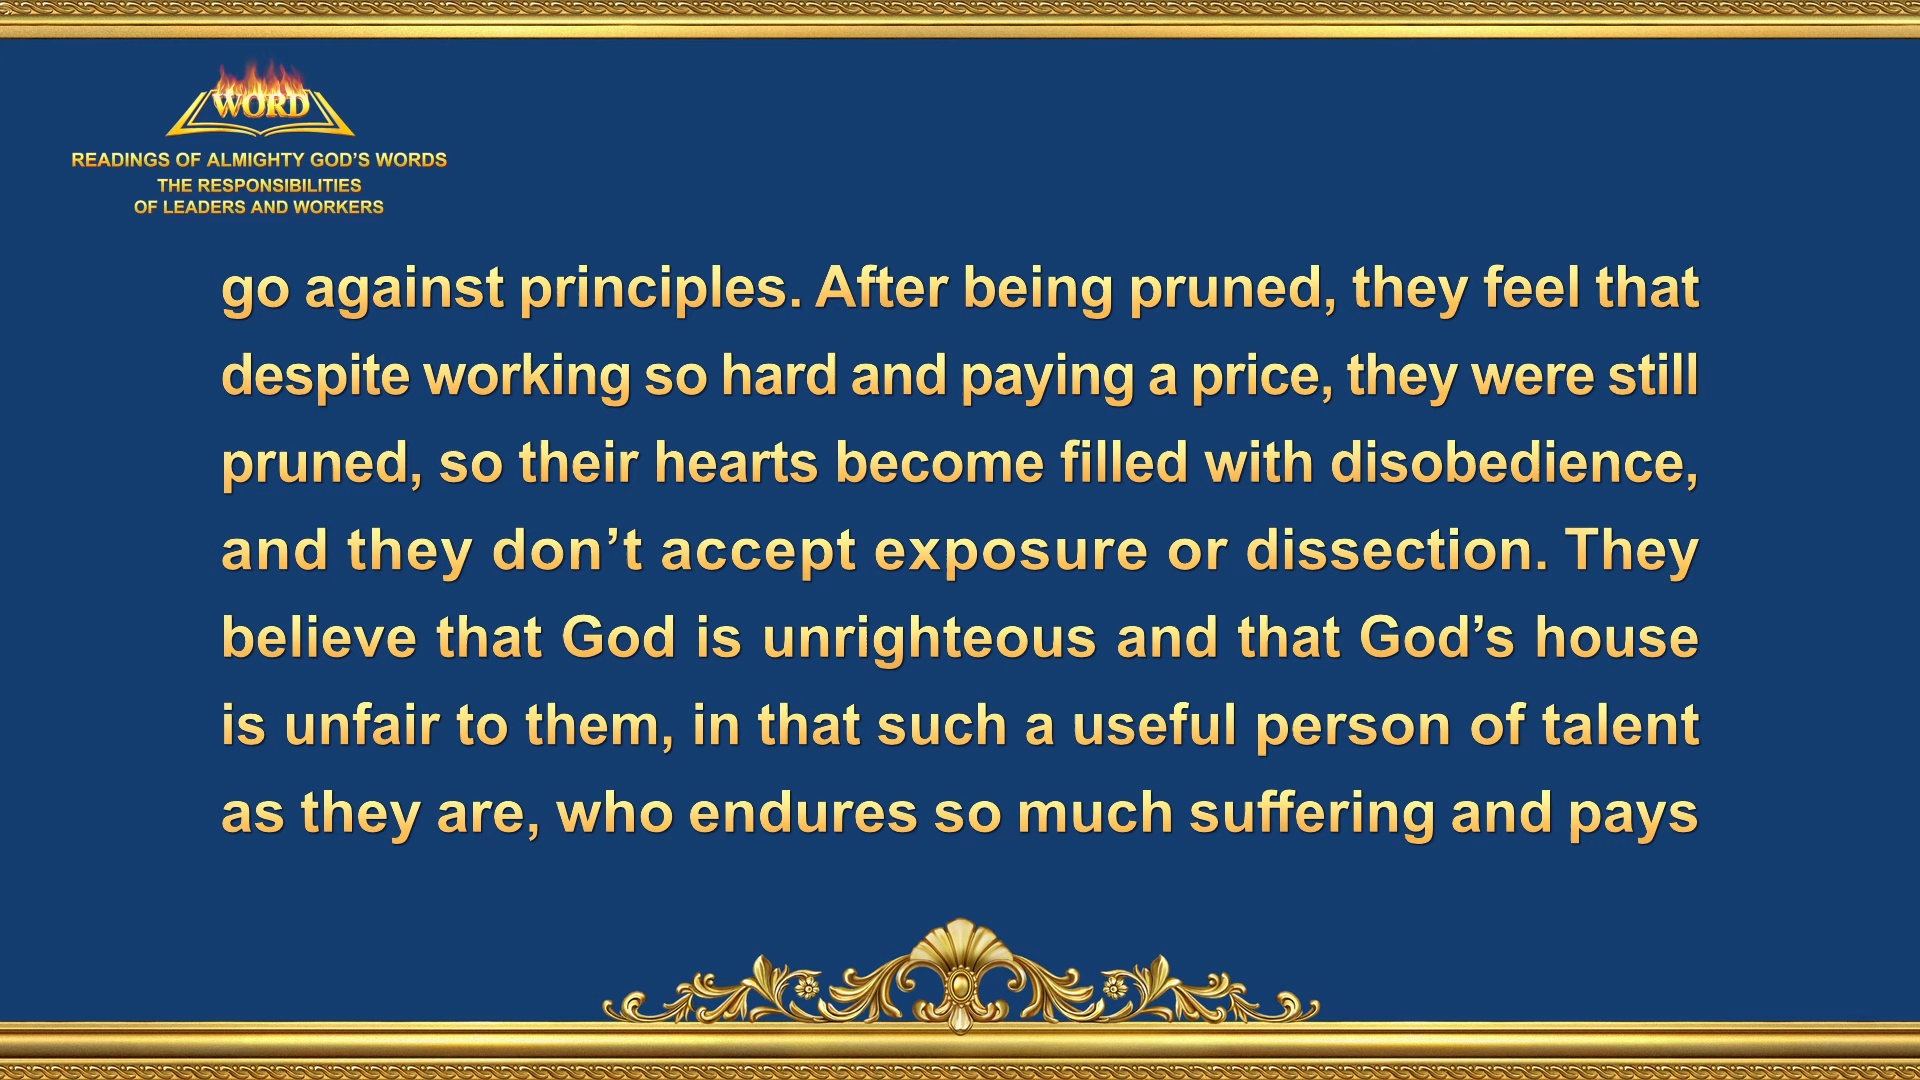 WORD
READINGS OF ALMIGHTY GOD’S WORDS
THE RESPONSIBILITIES
OF LEADERS AND WORKERS
go against principles. After being pruned, they feel that
despite working so hard and paying a price, they were still
pruned, so their hearts become filled with disobedience,
and they don’t accept exposure or dissection. They
believe that God is unrighteous and that God’s house
is unfair to them, in that such a useful person of talent
as they are, who endures so much suffering and pays